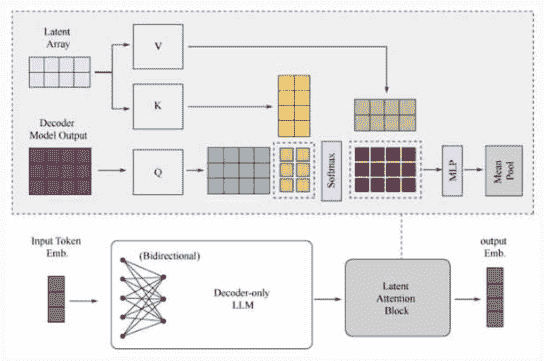 Latent
Array
V
K
Decoder
Model Output
Q
Softmax
MLP
Mean
Pool
Input Token
Emb.
(Bidirectional)
Decoder-only
LLM
Latent
Attention
Block
output
Emb.